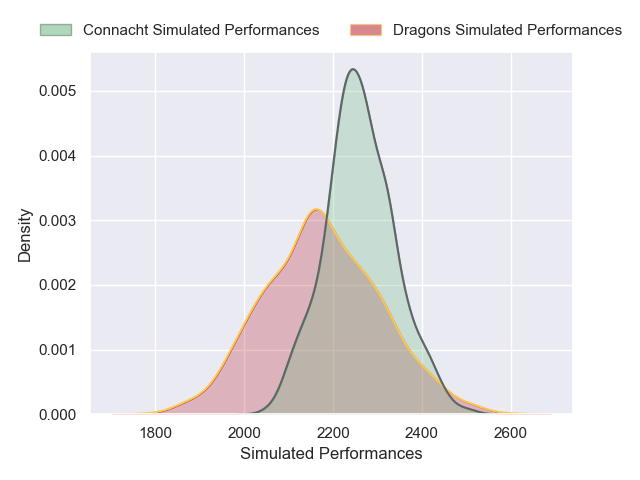 Connacht Simulated Performances Dragons Simulated Performances
0.005
0.004
0.003
0.002
0.001
0.000
Density
1800 2000 2200 2400 2600
Simulated Performances